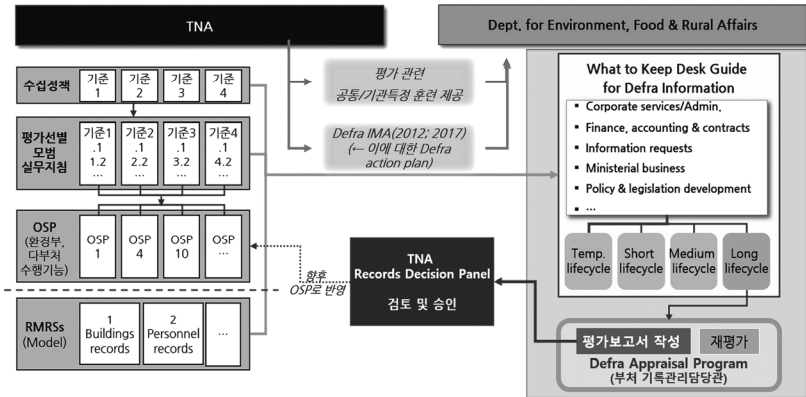 TNA
Dept. for Environment, Food & Rural Affairs
수집정책
기준
1
기준
2
기준
3
기준
4
평가선별
모범
실무지침
기준1
.1
1.2
...
기준2
.1
2.2
...
기준3
.1
3.2
...
기준4
.1
4.2
...
OSP
(환경부,
다부처
수행기능)
OSP
1
OSP
4
OSP
10
OSP
...
RMRSs
(Model)
1
Buildings
records
2
Personnel
records
...
평가 관련
공통/기관특정 훈련 제공
Defra IMA(2012; 2017)
(← 이에 대한 Defra
action plan)
향후
OSP로 반영
TNA
Records Decision Panel
검토 및 승인
What to Keep Desk Guide
for Defra Information
▪ Corporate services/Admin.
▪ Finance, accounting & contracts
▪ Information requests
▪ Ministerial business
▪ Policy & legislation development
▪ ...
Temp.
lifecycle
Short
lifecycle
Medium
lifecycle
Long
lifecycle
평가보고서 작성
재평가
Defra Appraisal Program
(부처 기록관리담당관)